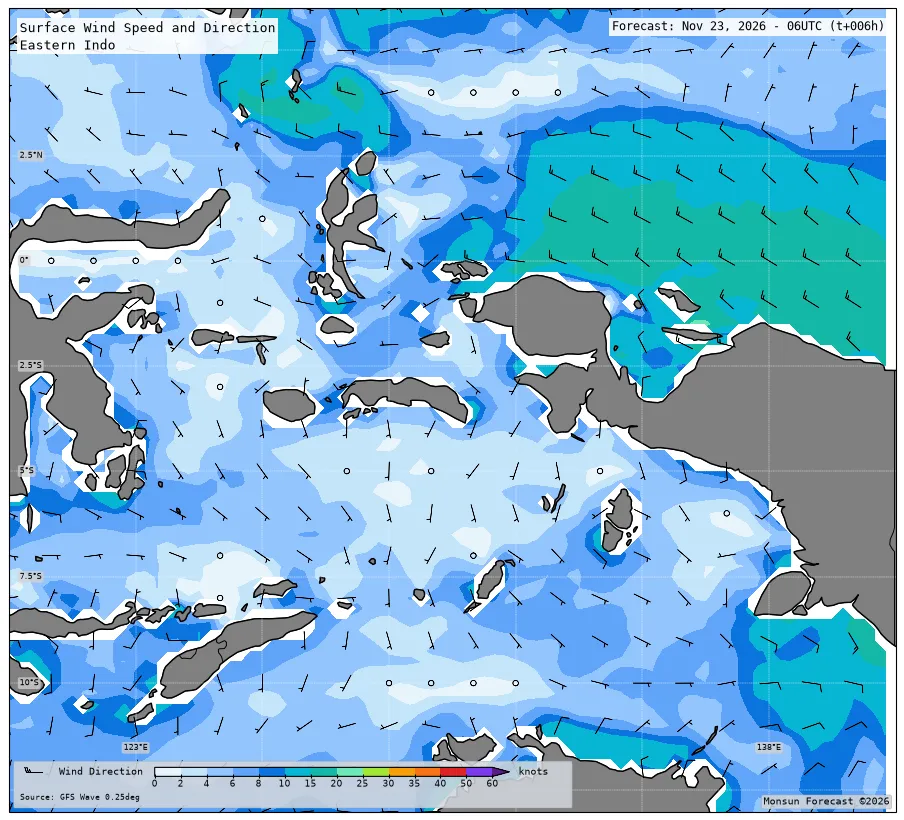 Surface Wind Speed and Direction
Eastern Indo
Forecast: Nov 23, 2026 - 06UTC (t+006h)
2.5°N
0°
2.5°S
5°S
7.5°S
10°S
123°E
138°E
Wind Direction
0 2 4 6 8 10 15 20 25 30 35 40 50 60
knots
Source: GFS Wave 0.25deg
Monsun Forecast ©2026